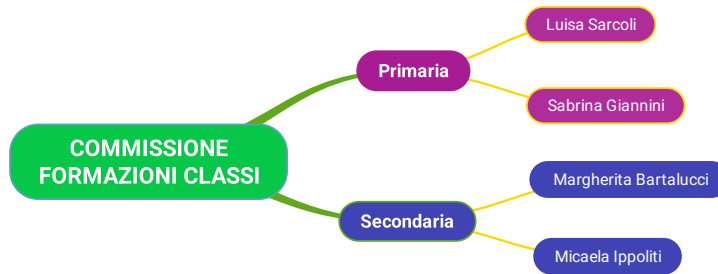 COMMISSIONE
FORMAZIONI CLASSI
Primaria
Luisa Sarcoli
Sabrina Giannini
Secondaria
Margherita Bartalucci
Micaela Ippoliti